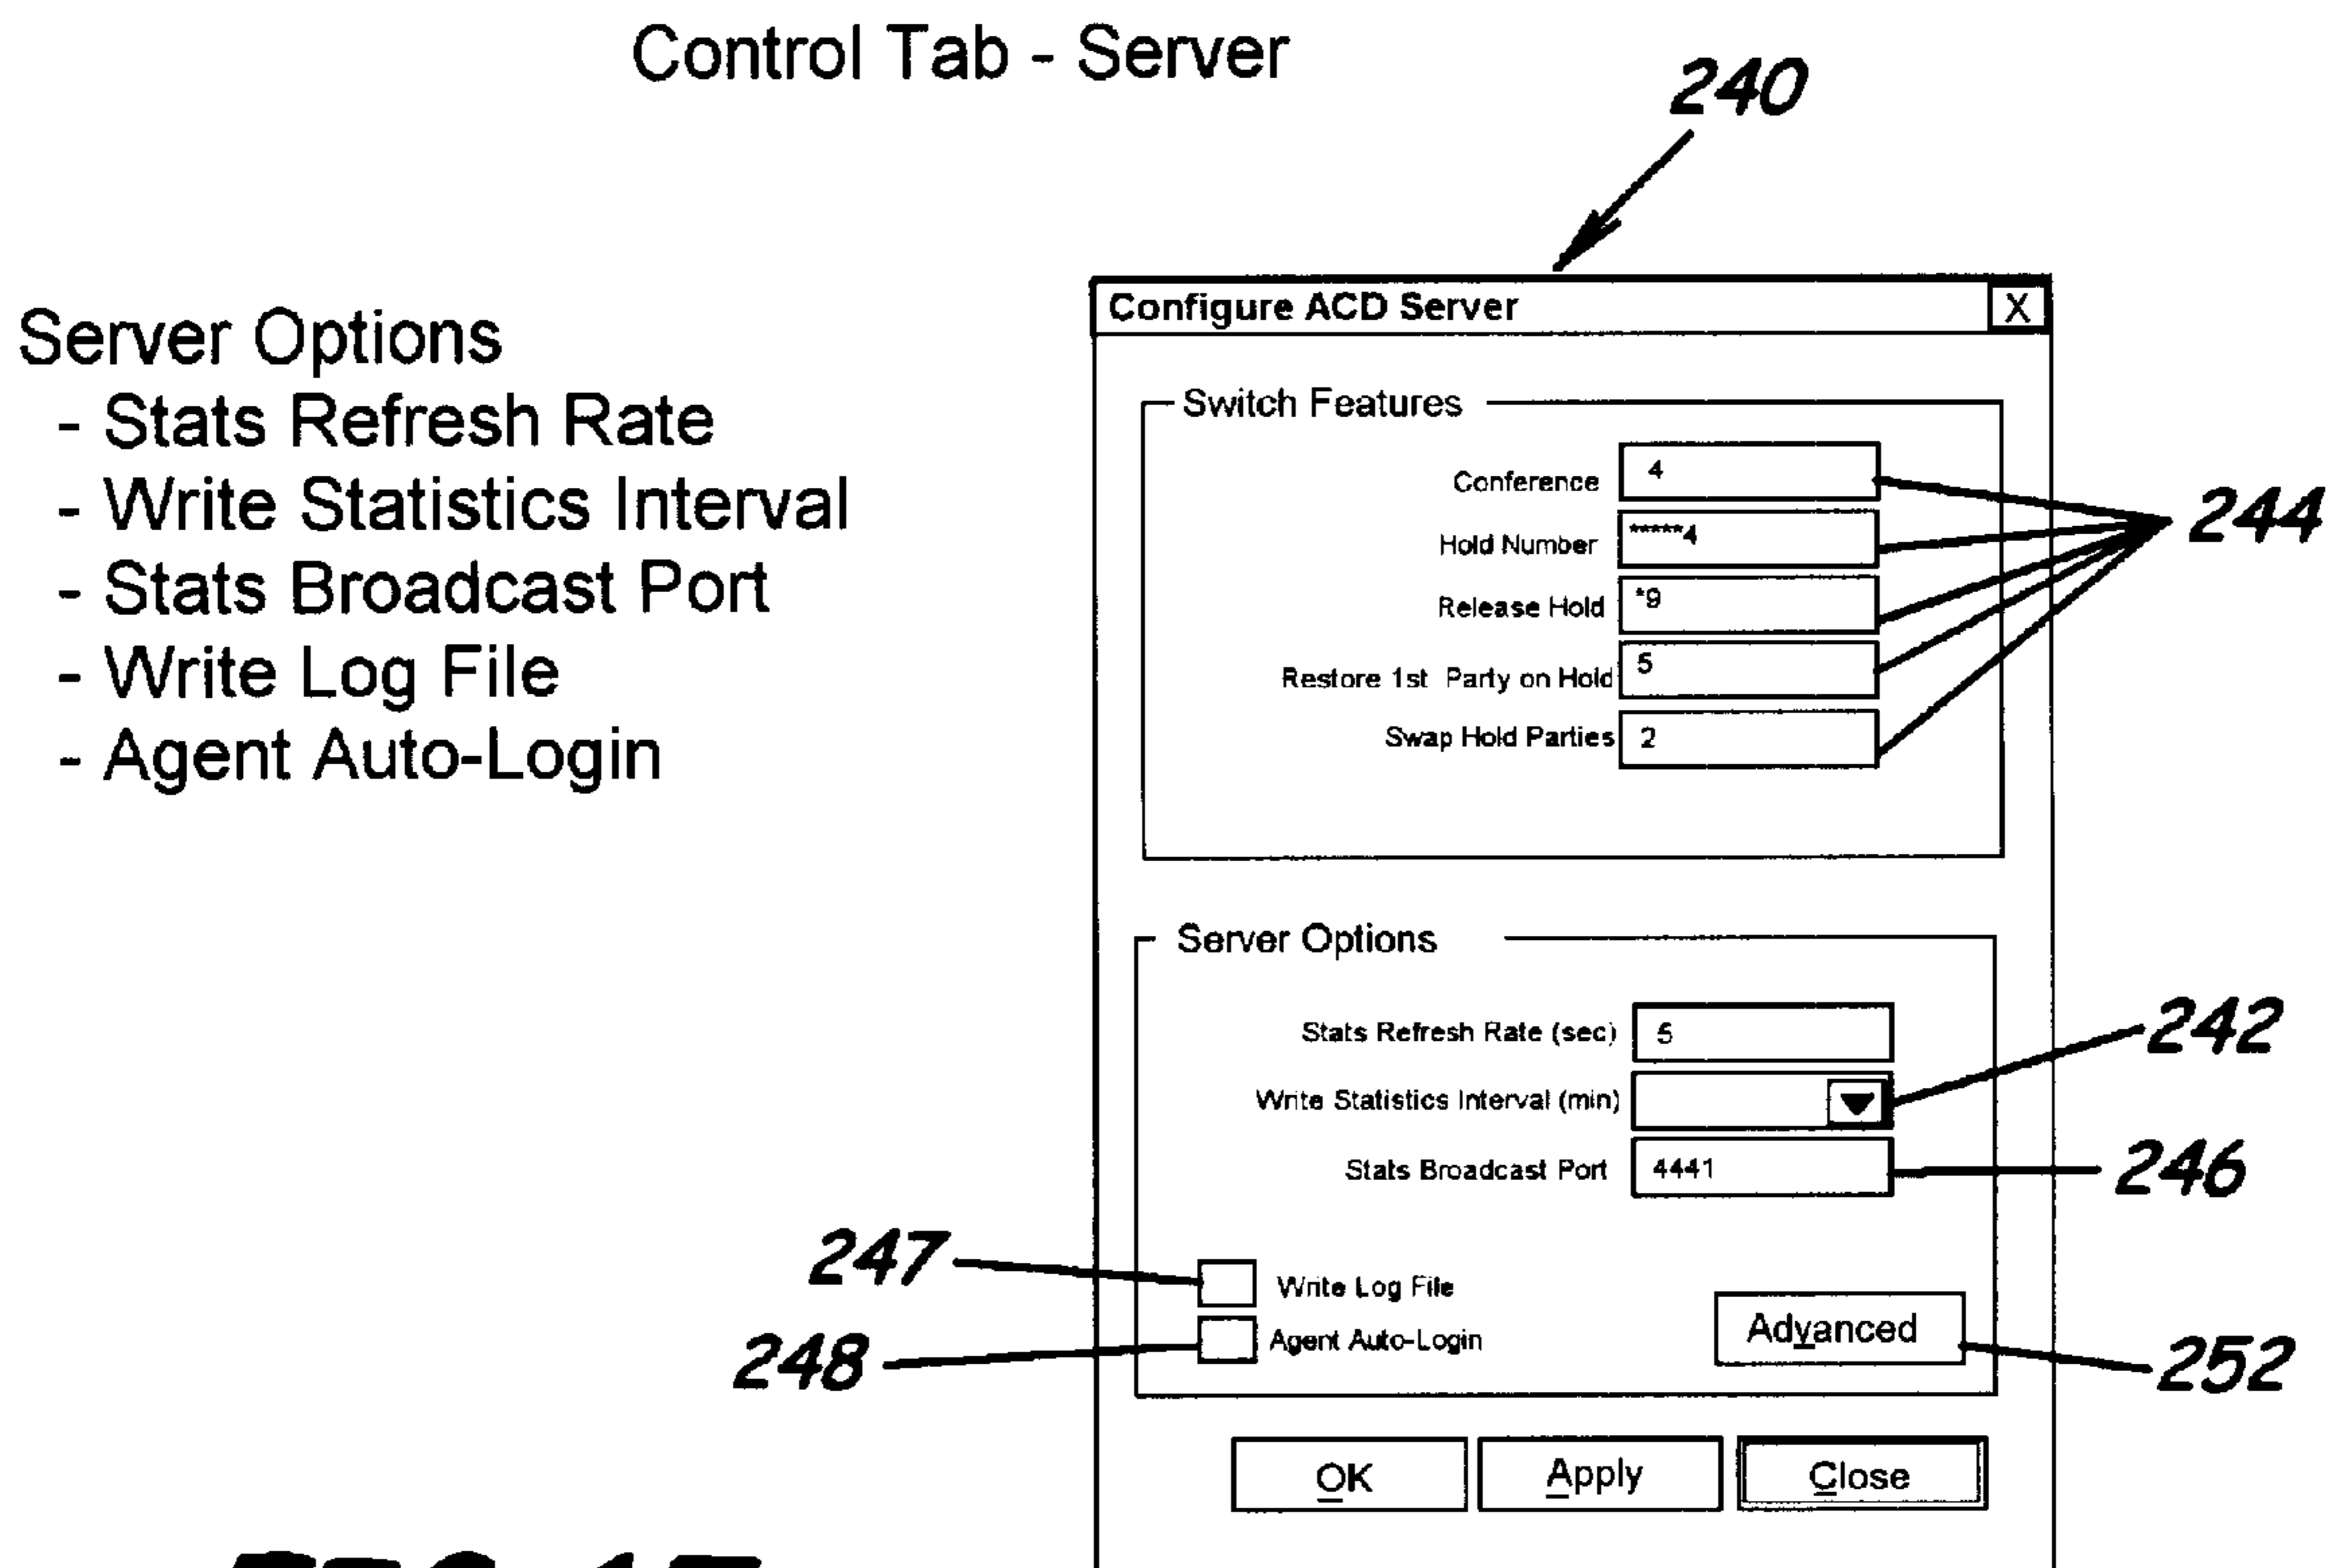 Control Tab - Server
240
Server Options
- Stats Refresh Rate
- Write Statistics Interval
- Stats Broadcast Port
- Write Log File
- Agent Auto-Login
Configure ACD Server X
Switch Features
Conference 4
Hold Number *****4
Release Hold *9
Restore 1st Party on Hold 5
Swap Hold Parties 2
244
Server Options
Stats Refresh Rate (sec) 5
Write Statistics Interval (min)
242
Stats Broadcast Port 4441
246
247
Write Log File
248
Agent Auto-Login
Advanced
252
OK Apply Close